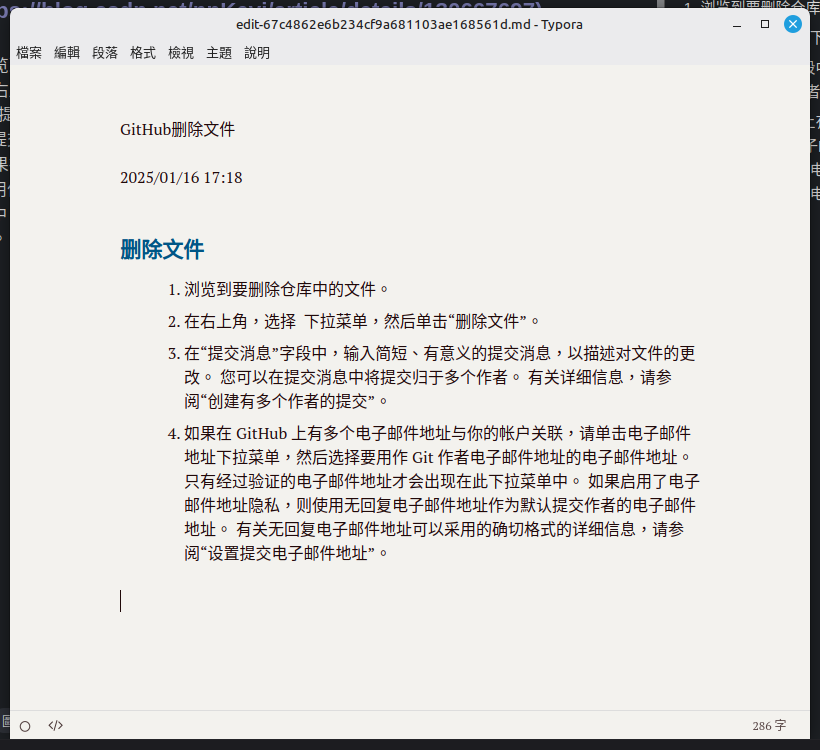 edit-67c4862e6b234cf9a681103ae168561d.md - Typora
檔案 編輯 段落 格式 檢視 主題 說明
GitHub删除文件
2025/01/16 17:18
删除文件
1. 浏览到要删除仓库中的文件。
2. 在右上角，选择 下拉菜单，然后单击“删除文件”。
3. 在“提交消息”字段中，输入简短、有意义的提交消息，以描述对文件的更
改。 您可以在提交消息中将提交归于多个作者。 有关详细信息，请参
阅“创建有多个作者的提交”。
4. 如果在 GitHub 上有多个电子邮件地址与你的帐户关联，请单击电子邮件
地址下拉菜单，然后选择要用作 Git 作者电子邮件地址的电子邮件地址。
只有经过验证的电子邮件地址才会出现在此下拉菜单中。 如果启用了电子
邮件地址隐私，则使用无回复电子邮件地址作为默认提交作者的电子邮件
地址。 有关无回复电子邮件地址可以采用的确切格式的详细信息，请参
阅“设置提交电子邮件地址”。
286 字